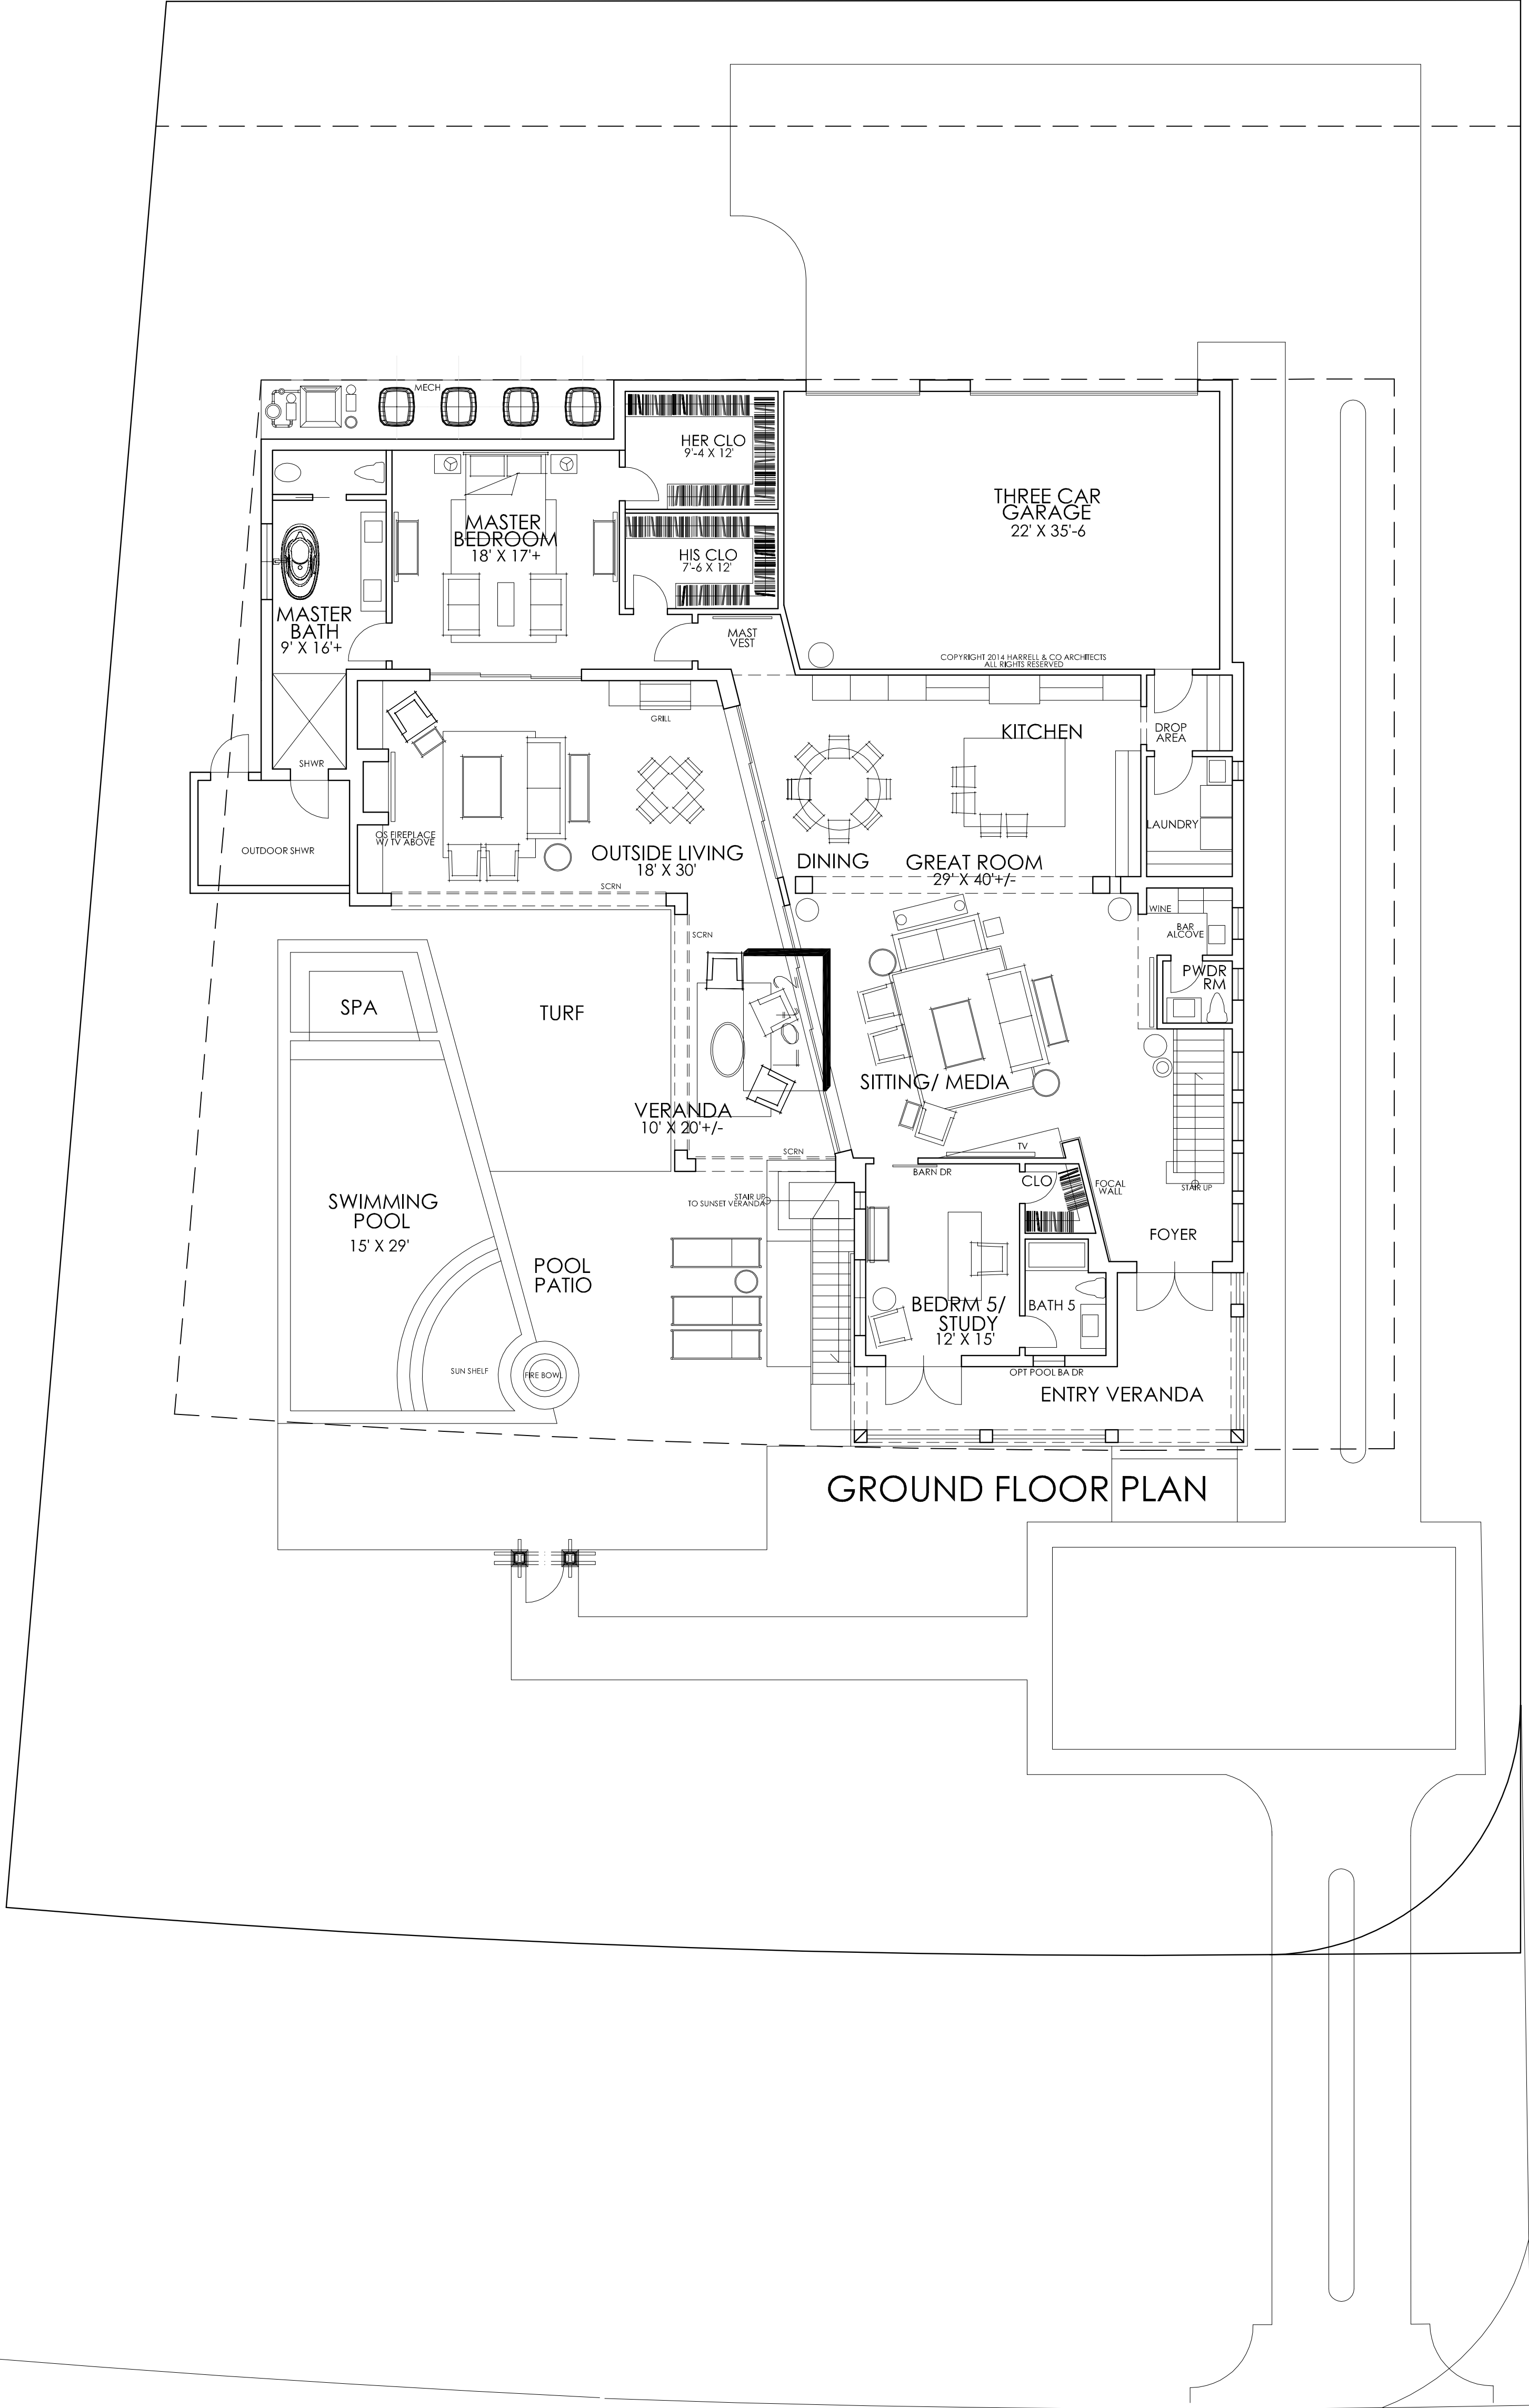 MECH
HER CLO
9'-4 X 12'
THREE CAR
GARAGE
22' X 35'-6
MASTER
BEDROOM
18' X 17'+
HIS CLO
7'-6 X 12'
MASTER
BATH
9' X 16'+
MAST
VEST
COPYRIGHT 2014 HARRELL & CO ARCHITECTS
ALL RIGHTS RESERVED
GRILL
KITCHEN
DROP
AREA
SHWR
OS FIREPLACE
W/ TV ABOVE
LAUNDRY
OUTDOOR SHWR
OUTSIDE LIVING
18' X 30'
DINING
GREAT ROOM
29' X 40'+/-
SCRN
WINE
BAR
ALCOVE
SCRN
PWDR
RM
SPA
TURF
SITTING/ MEDIA
VERANDA
10' X 20'+/-
SCRN
TV
BARN DR
CLO
FOCAL
WALL
STAIR UP
STAIR UP
TO SUNSET VERANDA
SWIMMING
POOL
15' X 29'
FOYER
POOL
PATIO
BEDRM 5/
STUDY
12' X 15'
BATH 5
SUN SHELF
FIRE BOWL
OPT POOL BA DR
ENTRY VERANDA
GROUND FLOOR PLAN